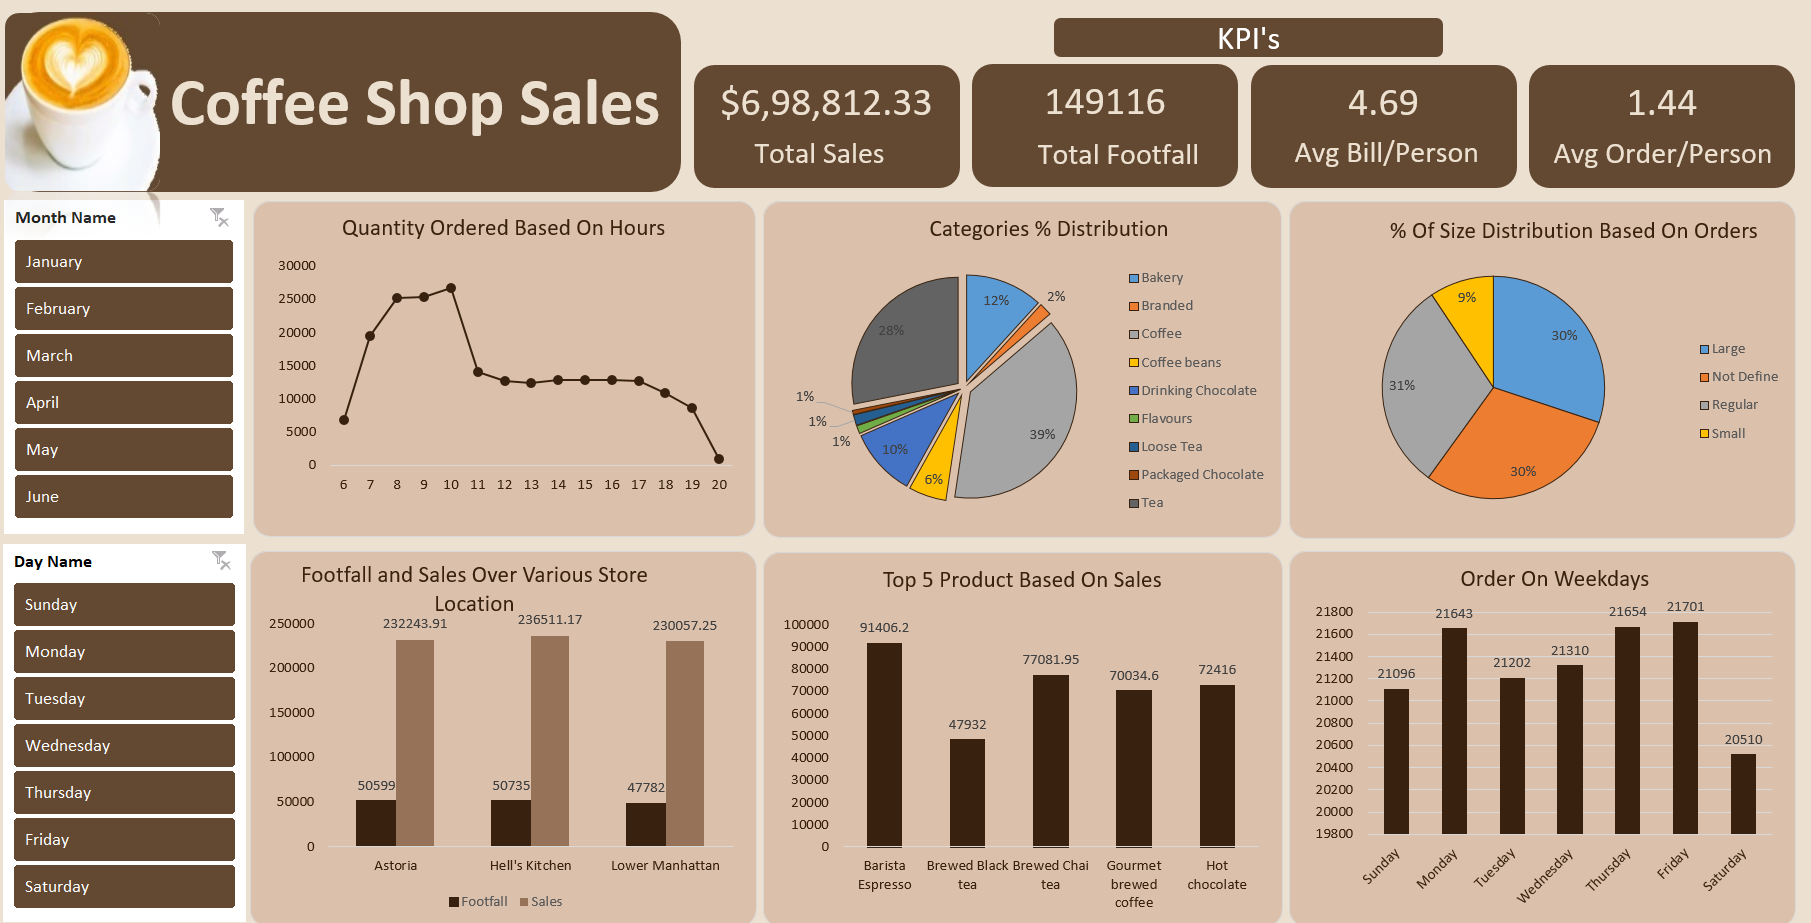 Coffee Shop Sales
KPI's
$6,98,812.33
Total Sales
149116
Total Footfall
4.69
Avg Bill/Person
1.44
Avg Order/Person
Month Name
January
February
March
April
May
June
Day Name
Sunday
Monday
Tuesday
Wednesday
Thursday
Friday
Saturday
Quantity Ordered Based On Hours
30000
25000
20000
15000
10000
5000
0
6 7 8 9 10 11 12 13 14 15 16 17 18 19 20
Categories % Distribution
12%
2%
39%
6%
10%
1%
1%
1%
28%
Bakery
Branded
Coffee
Coffee beans
Drinking Chocolate
Flavours
Loose Tea
Packaged Chocolate
Tea
% Of Size Distribution Based On Orders
30%
30%
31%
9%
Large
Not Define
Regular
Small
Footfall and Sales Over Various Store
Location
250000
200000
150000
100000
50000
0
232243.91
236511.17
230057.25
50599
50735
47782
Astoria
Hell's Kitchen
Lower Manhattan
Footfall Sales
Top 5 Product Based On Sales
100000
90000
80000
70000
60000
50000
40000
30000
20000
10000
0
91406.2
47932
77081.95
70034.6
72416
Barista
Espresso
Brewed Black
tea
Brewed Chai
tea
Gourmet
brewed
coffee
Hot
chocolate
Order On Weekdays
21800
21600
21400
21200
21000
20800
20600
20400
20200
20000
19800
21096
21643
21202
21310
21654
21701
20510
Sunday
Monday
Tuesday
Wednesday
Thursday
Friday
Saturday